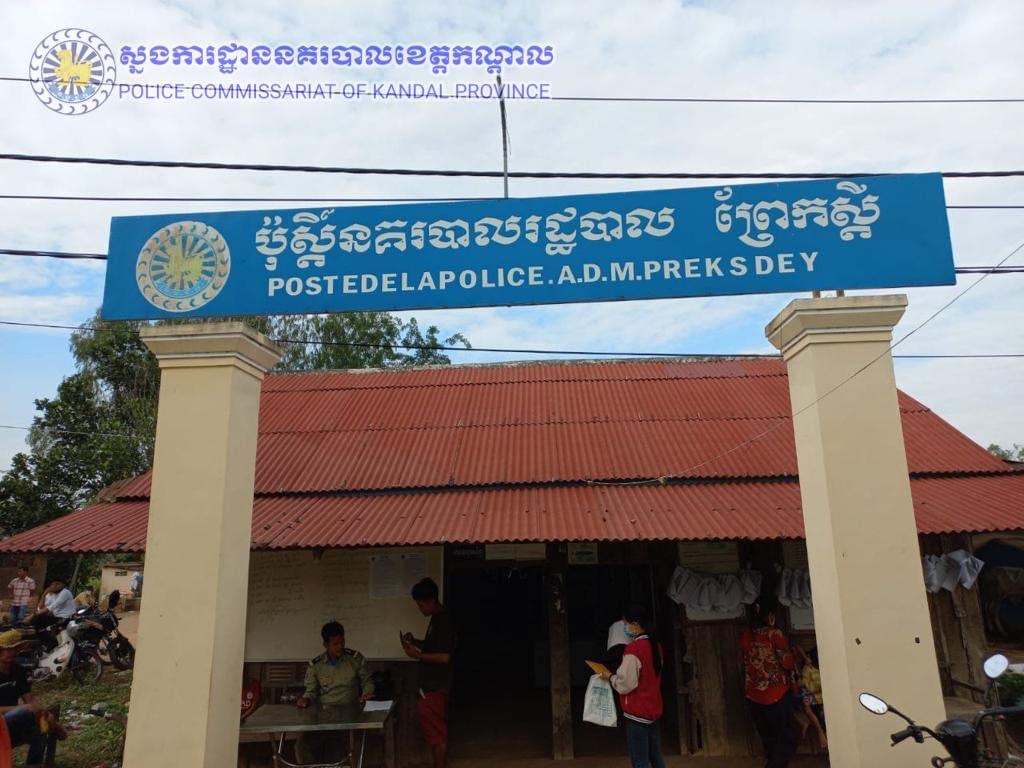 ស្នងការដ្ឋាននគរបាលខេត្តកណ្ដាល
POLICE COMMISSARIAT OF KANDAL PROVINCE
ប៉ុស្តិ៍នគរបាលរដ្ឋបាល ព្រែកស្ដី
POSTEDELAPOLICE.A.D.M.PREKSDEY